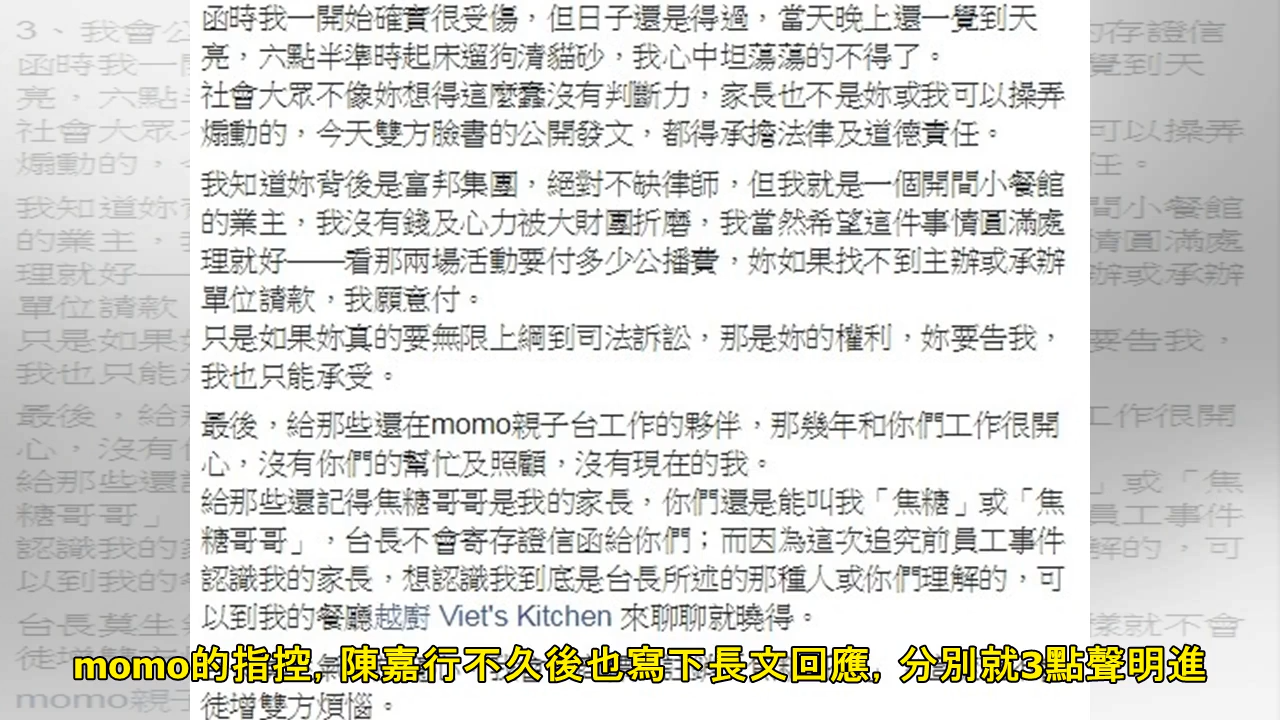 函時我一開始確實很受傷，但日子還是得過，當天晚上還一覺到天
亮，六點半準時起床遛狗清貓砂，我心中坦蕩蕩的不得了。
社會大眾不像妳想得這麼蠢沒有判斷力，家長也不是妳或我可以操弄
煽動的，今天雙方臉書的公開發文，都得承擔法律及道德責任。
我知道妳背後是富邦集團，絕對不缺律師，但我就是一個開間小餐館
的業主，我沒有錢及心力被大財團折磨，我當然希望這件事情圓滿處
理就好——看那兩場活動要付多少公播費，妳如果找不到主辦或承辦
單位請款，我願意付。
只是如果妳真的要無限上綱到司法訴訟，那是妳的權利，妳要告我，
我也只能承受。
最後，給那些還在momo親子台工作的夥伴，那幾年和你們工作很開
心，沒有你們的幫忙及照顧，沒有現在的我。
給那些還記得焦糖哥哥是我的家長，你們還是能叫我「焦糖」或「焦
糖哥哥」，台長不會寄存證信函給你們；而因為這次追究前員工事件
認識我的家長，想認識我到底是台長所述的那種人或你們理解的，可
以到我的餐廳越廚 Viet's Kitchen 來聊聊就曉得。
momo的指控, 陳嘉行不久後也寫下長文回應, 分別就3點聲明進
徒增雙方煩惱。